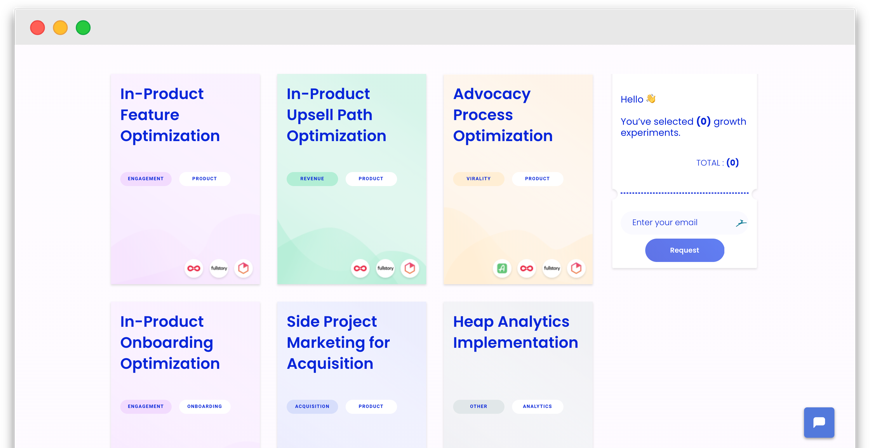 In-Product
Feature
Optimization
ENGAGEMENT
PRODUCT
fullstory
In-Product
Upsell Path
Optimization
REVENUE
PRODUCT
fullstory
Advocacy
Process
Optimization
VIRALITY
PRODUCT
fullstory
Hello 👋
You’ve selected (0) growth
experiments.
TOTAL : (0)
Enter your email
Request
In-Product
Onboarding
Optimization
ENGAGEMENT
ONBOARDING
Side Project
Marketing for
Acquisition
ACQUISITION
PRODUCT
Heap Analytics
Implementation
OTHER
ANALYTICS